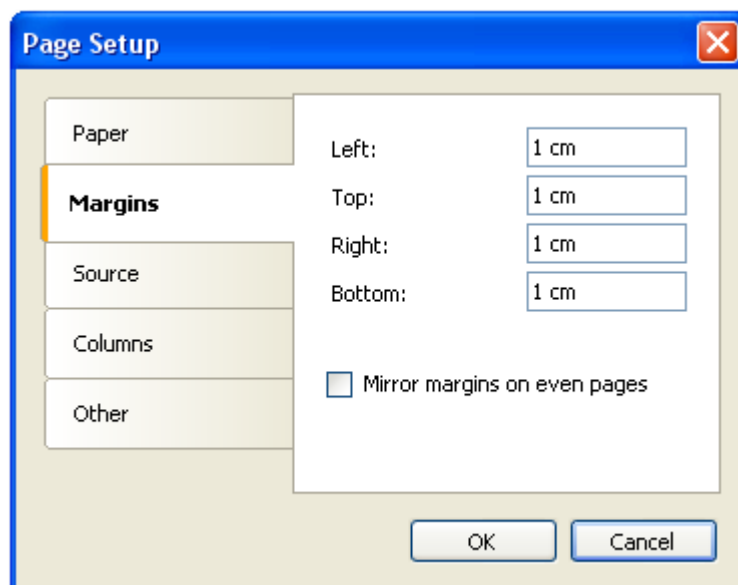 Page Setup
Paper
Margins
Source
Columns
Other
Left: 1 cm
Top: 1 cm
Right: 1 cm
Bottom: 1 cm
Mirror margins on even pages
OK Cancel